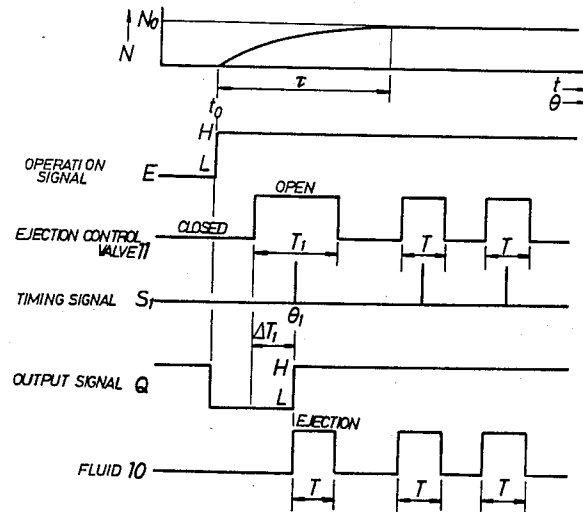 N₀
N
τ
t
θ
t₀
H
L
OPERATION
SIGNAL E
OPEN
CLOSED
EJECTION CONTROL
VALVE 11
T₁ T T
TIMING SIGNAL S₁
θ₁
ΔT₁
H
OUTPUT SIGNAL Q
L
EJECTION
FLUID 10
T T T